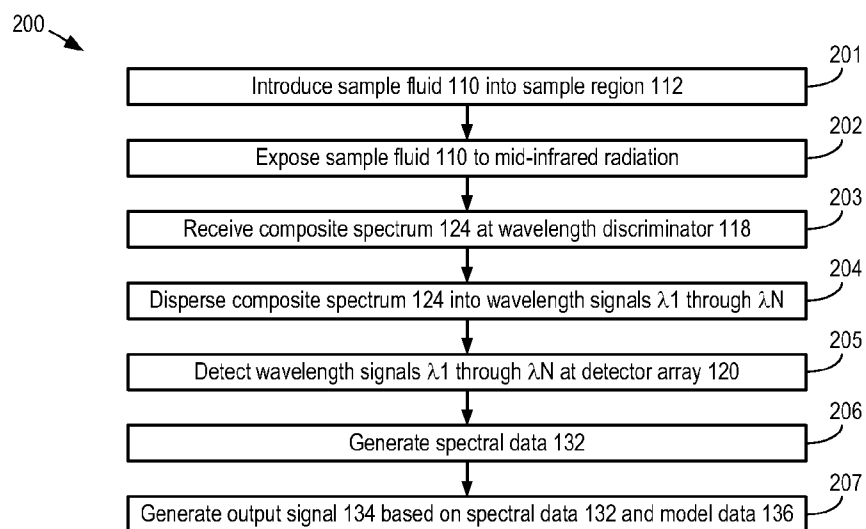 200
201
Introduce sample fluid 110 into sample region 112
202
Expose sample fluid 110 to mid-infrared radiation
203
Receive composite spectrum 124 at wavelength discriminator 118
204
Disperse composite spectrum 124 into wavelength signals λ1 through λN
205
Detect wavelength signals λ1 through λN at detector array 120
206
Generate spectral data 132
207
Generate output signal 134 based on spectral data 132 and model data 136